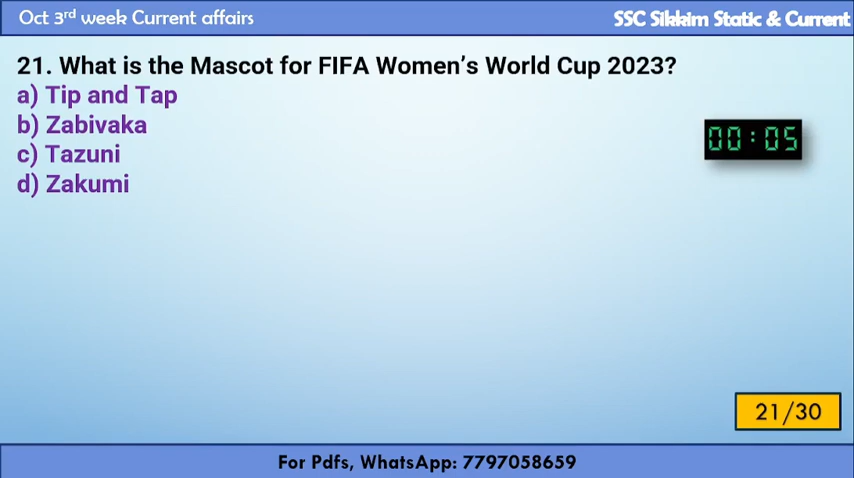 Oct 3rd week Current affairs
SSC Sikkim Static & Current
21. What is the Mascot for FIFA Women's World Cup 2023?
a) Tip and Tap
b) Zabivaka
c) Tazuni
d) Zakumi
00:05
21/30
For Pdfs, WhatsApp: 7797058659